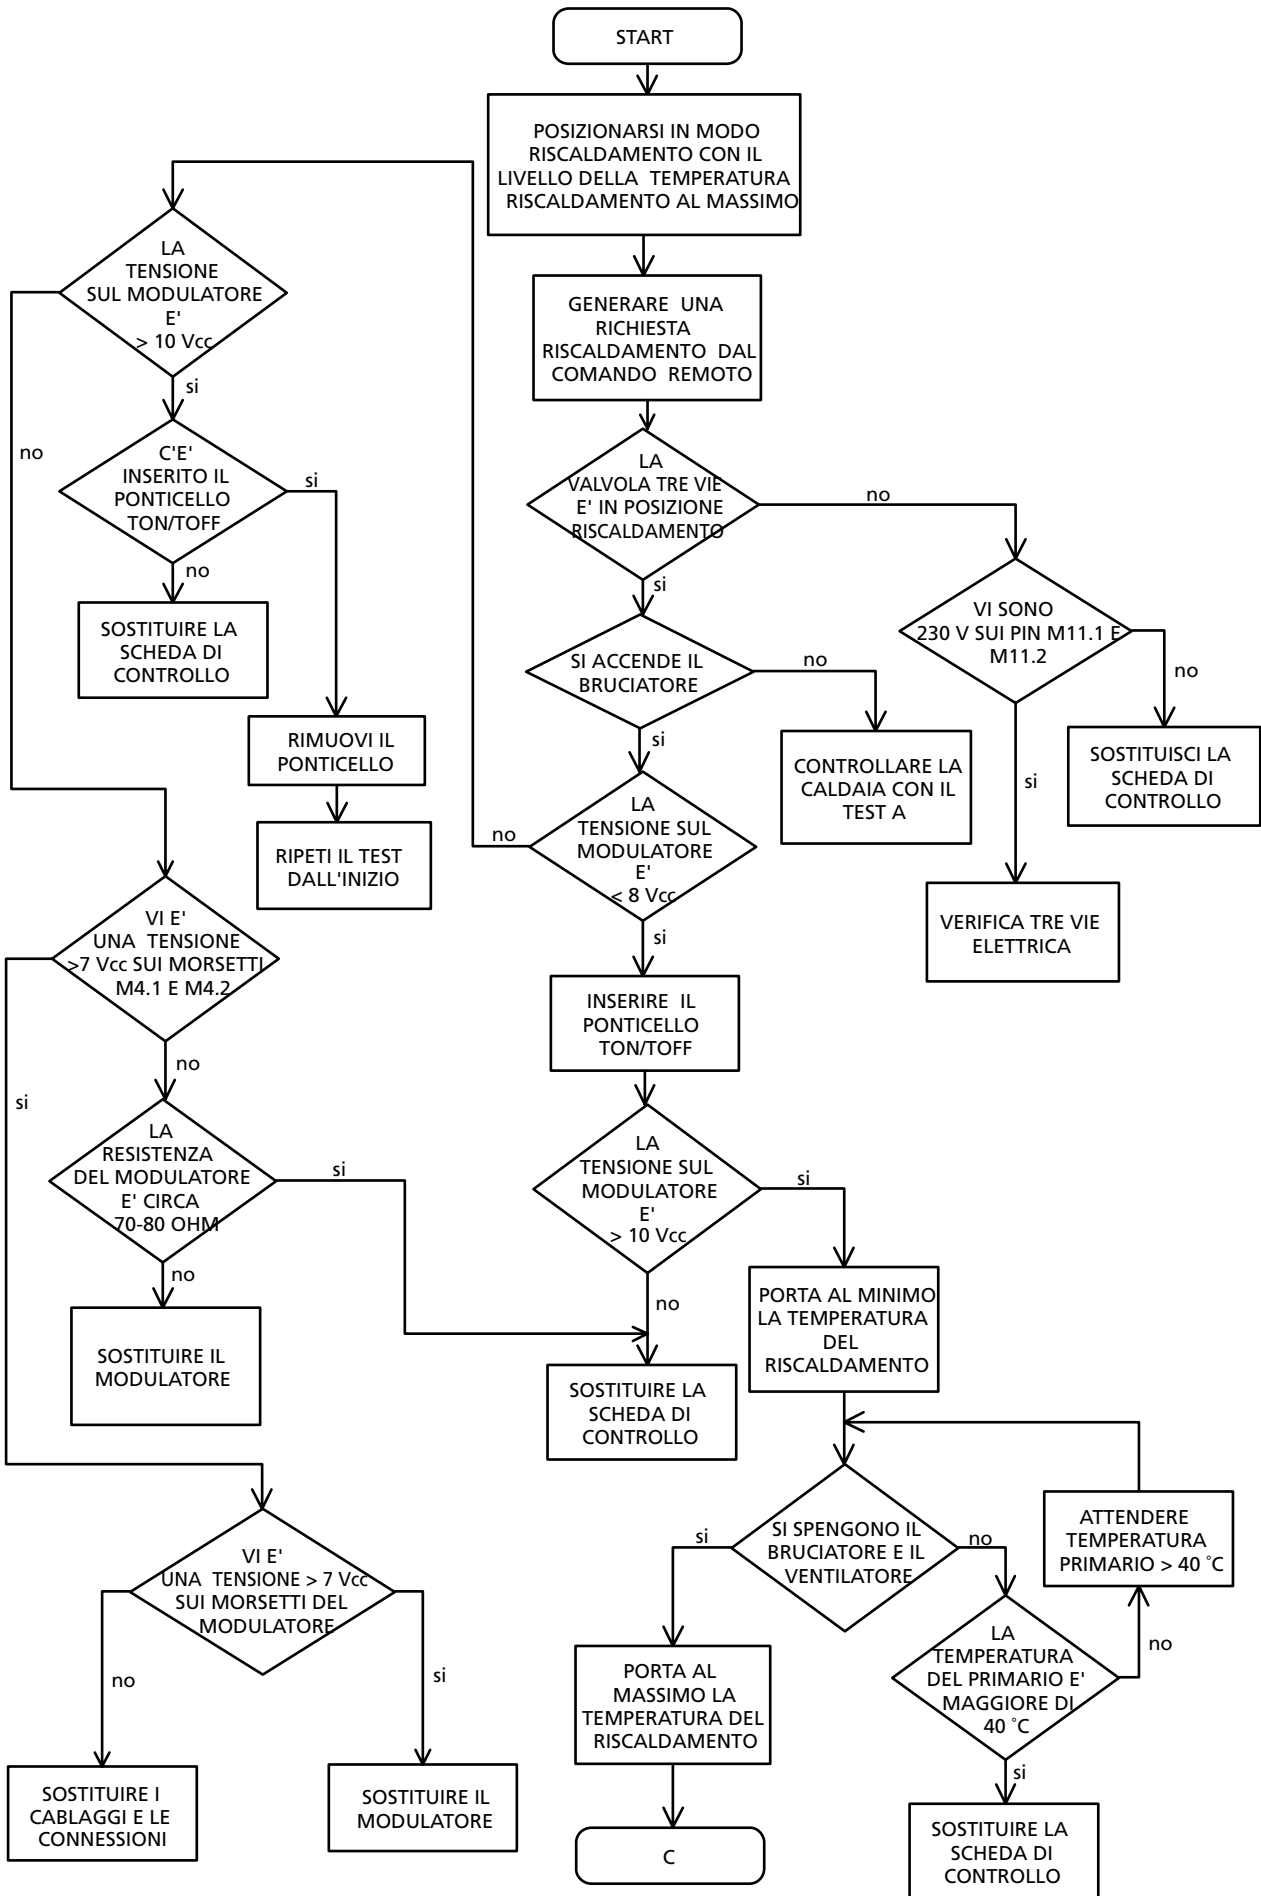 START
POSIZIONARSI IN MODO
RISCALDAMENTO CON IL
LIVELLO DELLA TEMPERATURA
RISCALDAMENTO AL MASSIMO
GENERARE UNA
RICHIESTA
RISCALDAMENTO DAL
COMANDO REMOTO
LA
VALVOLA TRE VIE
E' IN POSIZIONE
RISCALDAMENTO
no
si
VI SONO
230 V SUI PIN M11.1 E
M11.2
no
SOSTITUISCI LA
SCHEDA DI
CONTROLLO
si
VERIFICA TRE VIE
ELETTRICA
SI ACCENDE IL
BRUCIATORE
no
CONTROLLARE LA
CALDAIA CON IL
TEST A
si
LA
TENSIONE SUL
MODULATORE
E'
< 8 Vcc
no
si
LA
TENSIONE
SUL MODULATORE
E'
> 10 Vcc
si
no
C'E'
INSERITO IL
PONTICELLO
TON/TOFF
si
no
SOSTITUIRE LA
SCHEDA DI
CONTROLLO
RIMUOVI IL
PONTICELLO
RIPETI IL TEST
DALL'INIZIO
VI E'
UNA TENSIONE
>7 Vcc SUI MORSETTI
M4.1 E M4.2
no
si
LA
RESISTENZA
DEL MODULATORE
E' CIRCA
70-80 OHM
si
no
SOSTITUIRE IL
MODULATORE
VI E'
UNA TENSIONE > 7 Vcc
SUI MORSETTI DEL
MODULATORE
no
si
SOSTITUIRE I
CABLAGGI E LE
CONNESSIONI
SOSTITUIRE IL
MODULATORE
INSERIRE IL
PONTICELLO
TON/TOFF
LA
TENSIONE SUL
MODULATORE
E'
> 10 Vcc
si
no
SOSTITUIRE LA
SCHEDA DI
CONTROLLO
PORTA AL MINIMO
LA TEMPERATURA
DEL
RISCALDAMENTO
SI SPENGONO IL
BRUCIATORE E IL
VENTILATORE
si
no
ATTENDERE
TEMPERATURA
PRIMARIO > 40 °C
LA
TEMPERATURA
DEL PRIMARIO E'
MAGGIORE DI
40 °C
no
si
SOSTITUIRE LA
SCHEDA DI
CONTROLLO
PORTA AL
MASSIMO LA
TEMPERATURA DEL
RISCALDAMENTO
C